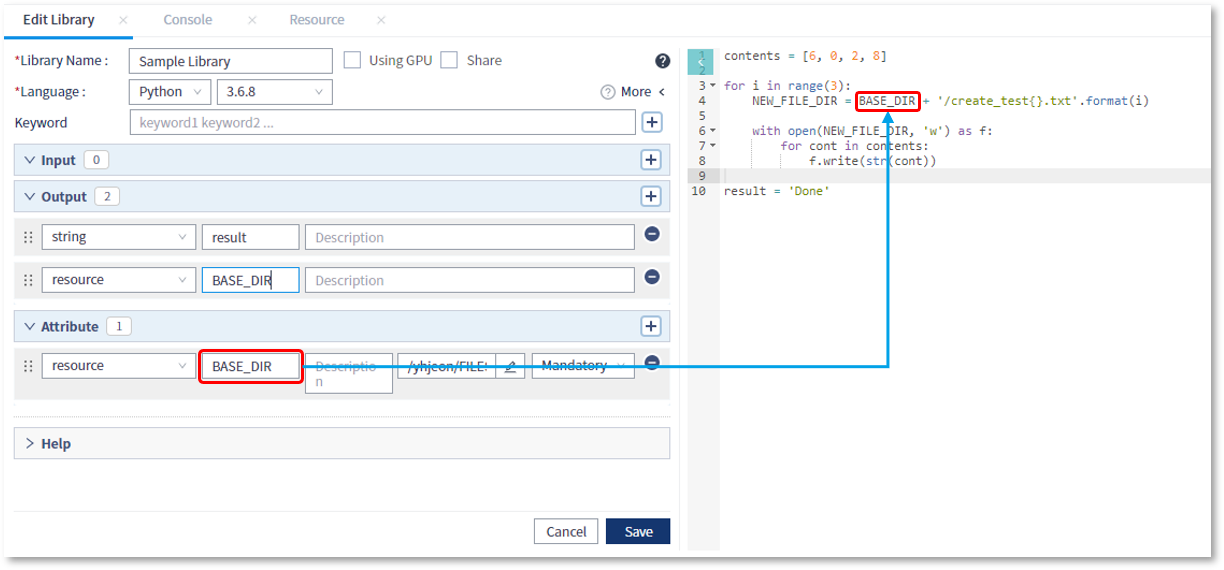 Edit Library
Console
Resource
*Library Name :
Sample Library
Using GPU
Share
*Language :
Python
3.6.8
More
Keyword
keyword1 keyword2 ...
Input 0
Output 2
string
result
Description
resource
BASE_DIR
Description
Attribute 1
resource
BASE_DIR
Descriptio
n
Mandatory
Help
Cancel
Save
1 contents = [6, 0, 2, 8]
2
3 for i in range(3):
4 NEW_FILE_DIR = BASE_DIR + '/create_test{}.txt'.format(i)
5
6 with open(NEW_FILE_DIR, 'w') as f:
7 for cont in contents:
8 f.write(str(cont))
9
10 result = 'Done'